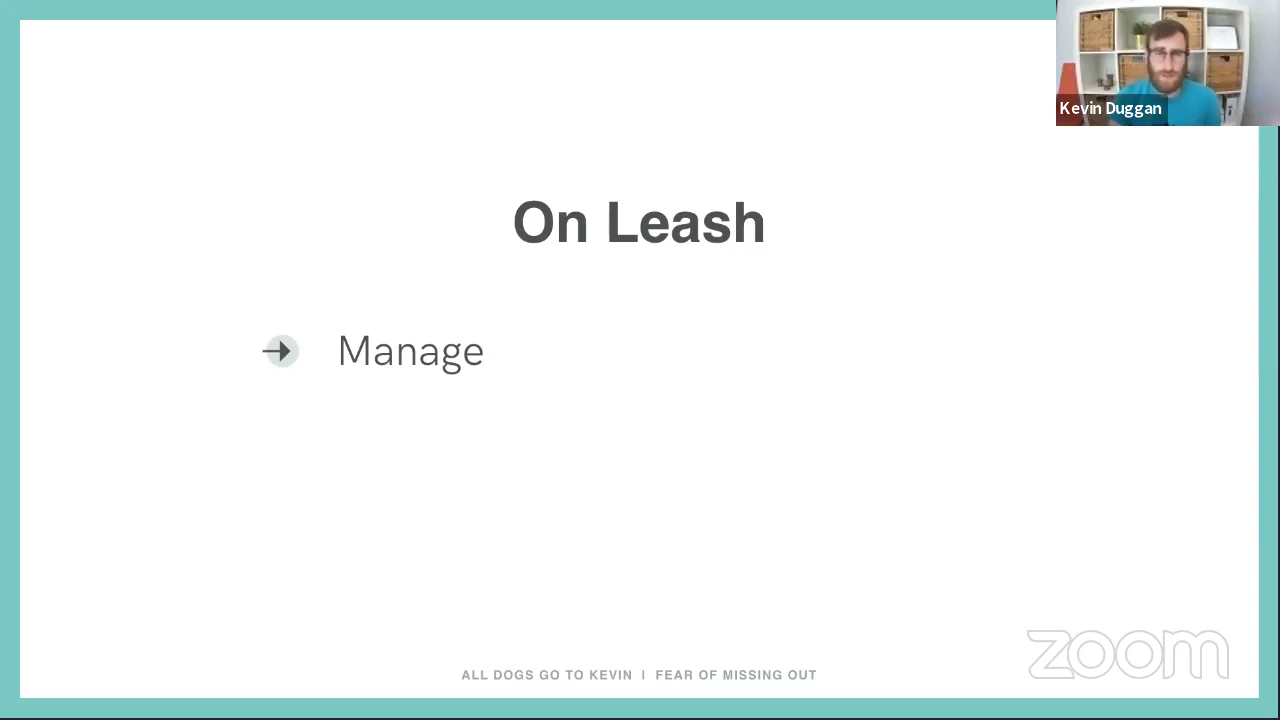 Kevin Duggan
On Leash
Manage
zoom
ALL DOGS GO TO KEVIN | FEAR OF MISSING OUT